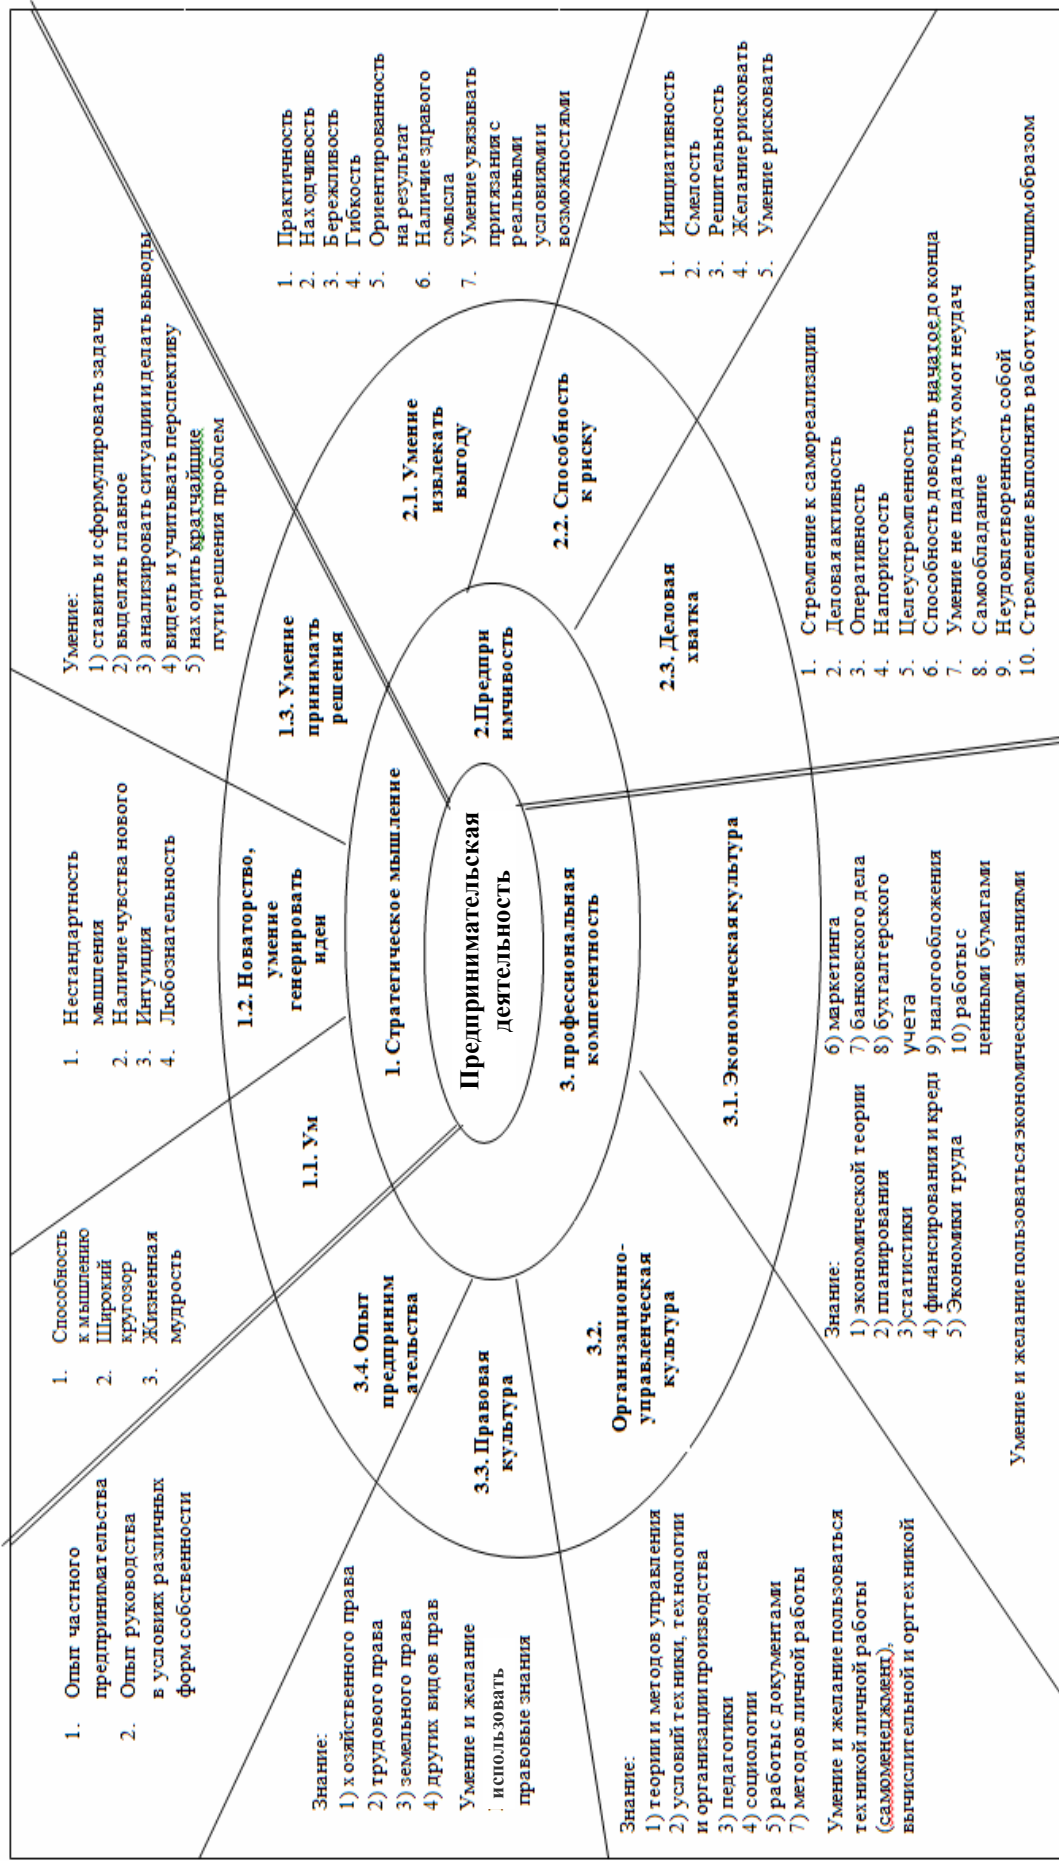 Предпринимательская
деятельность
1. Стратегическое мышление
2.Предпри
имчивость
3. профессиональная
компетентность
1.1. Ум
1.2. Новаторство,
умение
генерировать
идеи
1.3. Умение
принимать
решения
2.1. Умение
извлекать
выгоду
2.2. Способность
к риску
2.3. Деловая
хватка
3.1. Экономическая культура
3.2.
Организационно-
управленческая
культура
3.3. Правовая
культура
3.4. Опыт
предприним
ательства
1. Способность
к мышлению
2. Широкий
кругозор
3. Жизненная
мудрость
1. Нестандартность
мышления
2. Наличие чувства нового
3. Интуиция
4. Любознательность
Умение:
1) ставить и сформулировать задачи
2) выделять главное
3) анализировать ситуации и делать выводы
4) видеть и учитывать перспективу
5) находить кратчайшие
пути решения проблем
1. Практичность
2. Находчивость
3. Бережливость
4. Гибкость
5. Ориентированность
на результат
6. Наличие здравого
смысла
7. Умение увязывать
притязания с
реальными
условиями и
возможностями
1. Инициативность
2. Смелость
3. Решительность
4. Желание рисковать
5. Умение рисковать
1. Стремление к самореализации
2. Деловая активность
3. Оперативность
4. Напористость
5. Целеустремленность
6. Способность доводить начатое до конца
7. Умение не падать духом от неудач
8. Самообладание
9. Неудовлетворенность собой
10. Стремление выполнять работу наилучшим образом
Знание:
1) экономической теории
2) планирования
3)статистики
4) финансирования и креди
5) Экономики труда
6) маркетинга
7) банковского дела
8) бухгалтерского
учета
9) налогообложения
10) работы с
ценными бумагами
Умение и желание пользоваться экономическими знаниями
Знание:
1) теории и методов управления
2) условий техники, технологии
и организации производства
3) педагогики
4) социологии
5) работы с документами
7) методов личной работы
Умение и желание пользоваться
техникой личной работы
(самоменеджмент),
вычислительной и оргтехникой
Знание:
1) хозяйственного права
2) трудового права
3) земельного права
4) других видов прав
Умение и желание
использовать
правовые знания
1. Опыт частного
предпринимательства
2. Опыт руководства
в условиях различных
форм собственности